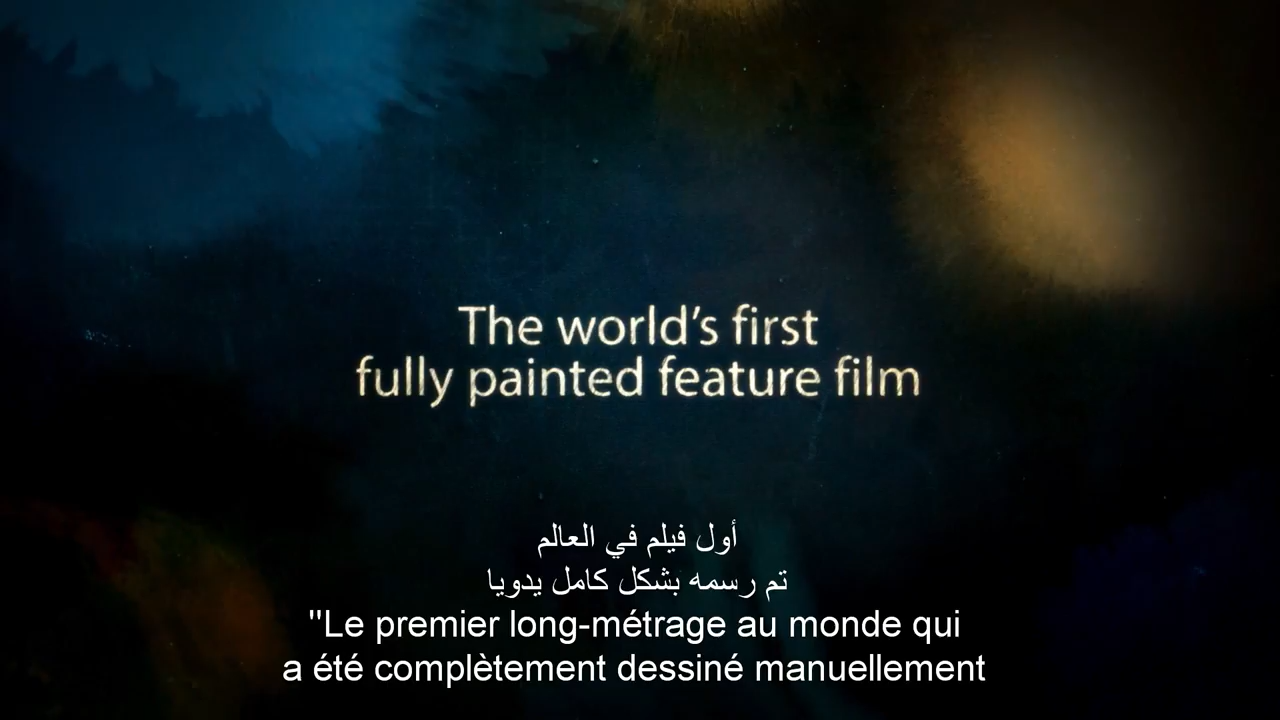 The world's first
fully painted feature film
أول فيلم في العالم
تم رسمه بشكل كامل يدويا
"Le premier long-métrage au monde qui
a été complètement dessiné manuellement